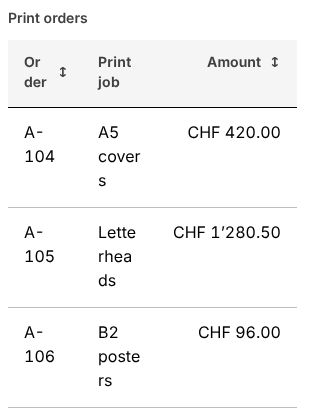 Print orders
Or Print Amount ↕
der ↕ job
A- A5 CHF 420.00
104 cover
s
A- Lette CHF 1’280.50
105 rhea
ds
A- B2 CHF 96.00
106 poste
rs